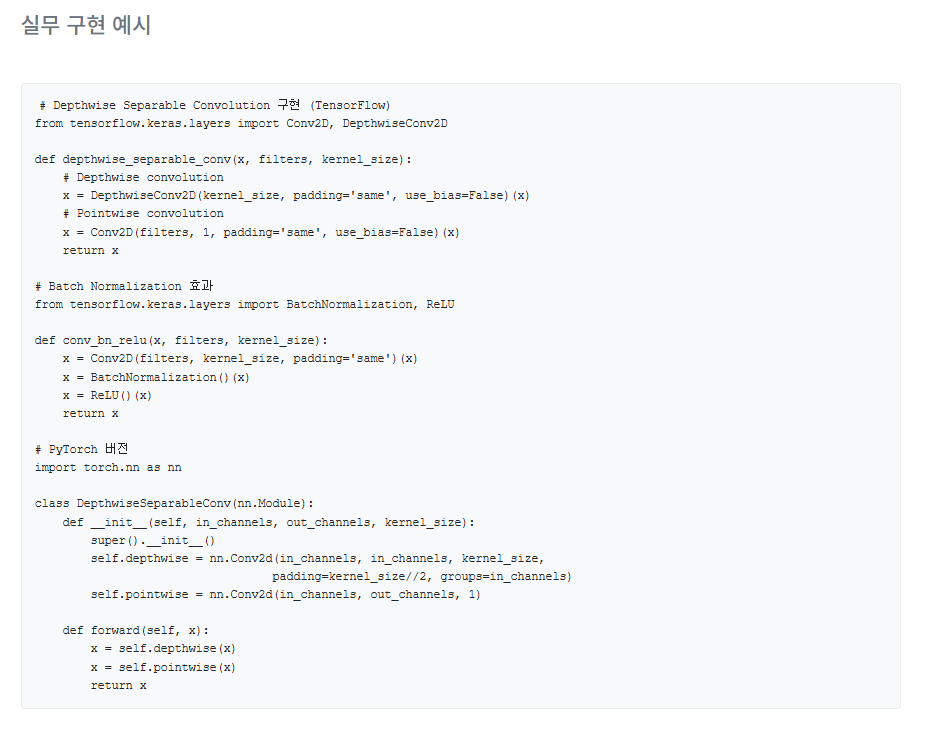 실무 구현 예시
# Depthwise Separable Convolution 구현 (TensorFlow)
from tensorflow.keras.layers import Conv2D, DepthwiseConv2D
def depthwise_separable_conv(x, filters, kernel_size):
    # Depthwise convolution
    x = DepthwiseConv2D(kernel_size, padding='same', use_bias=False)(x)
    # Pointwise convolution
    x = Conv2D(filters, 1, padding='same', use_bias=False)(x)
    return x
# Batch Normalization 효과
from tensorflow.keras.layers import BatchNormalization, ReLU
def conv_bn_relu(x, filters, kernel_size):
    x = Conv2D(filters, kernel_size, padding='same')(x)
    x = BatchNormalization()(x)
    x = ReLU()(x)
    return x
# PyTorch 버전
import torch.nn as nn
class DepthwiseSeparableConv(nn.Module):
    def __init__(self, in_channels, out_channels, kernel_size):
        super().__init__()
        self.depthwise = nn.Conv2d(in_channels, in_channels, kernel_size,
                                  padding=kernel_size//2, groups=in_channels)
        self.pointwise = nn.Conv2d(in_channels, out_channels, 1)
    def forward(self, x):
        x = self.depthwise(x)
        x = self.pointwise(x)
        return x